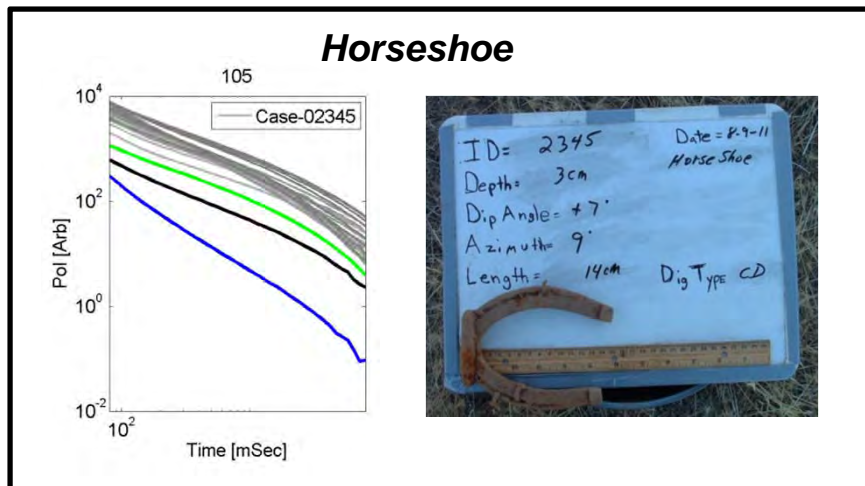 Horseshoe
105
Case-02345
10^4
10^2
10^0
10^-2
Pol [Arb]
10^2
Time [mSec]
ID= 2345
Date = 8-9-11
Horse Shoe
Depth= 3cm
Dip Angle = +7°
Azimuth= 9°
Length= 14cm
Dig Type CD